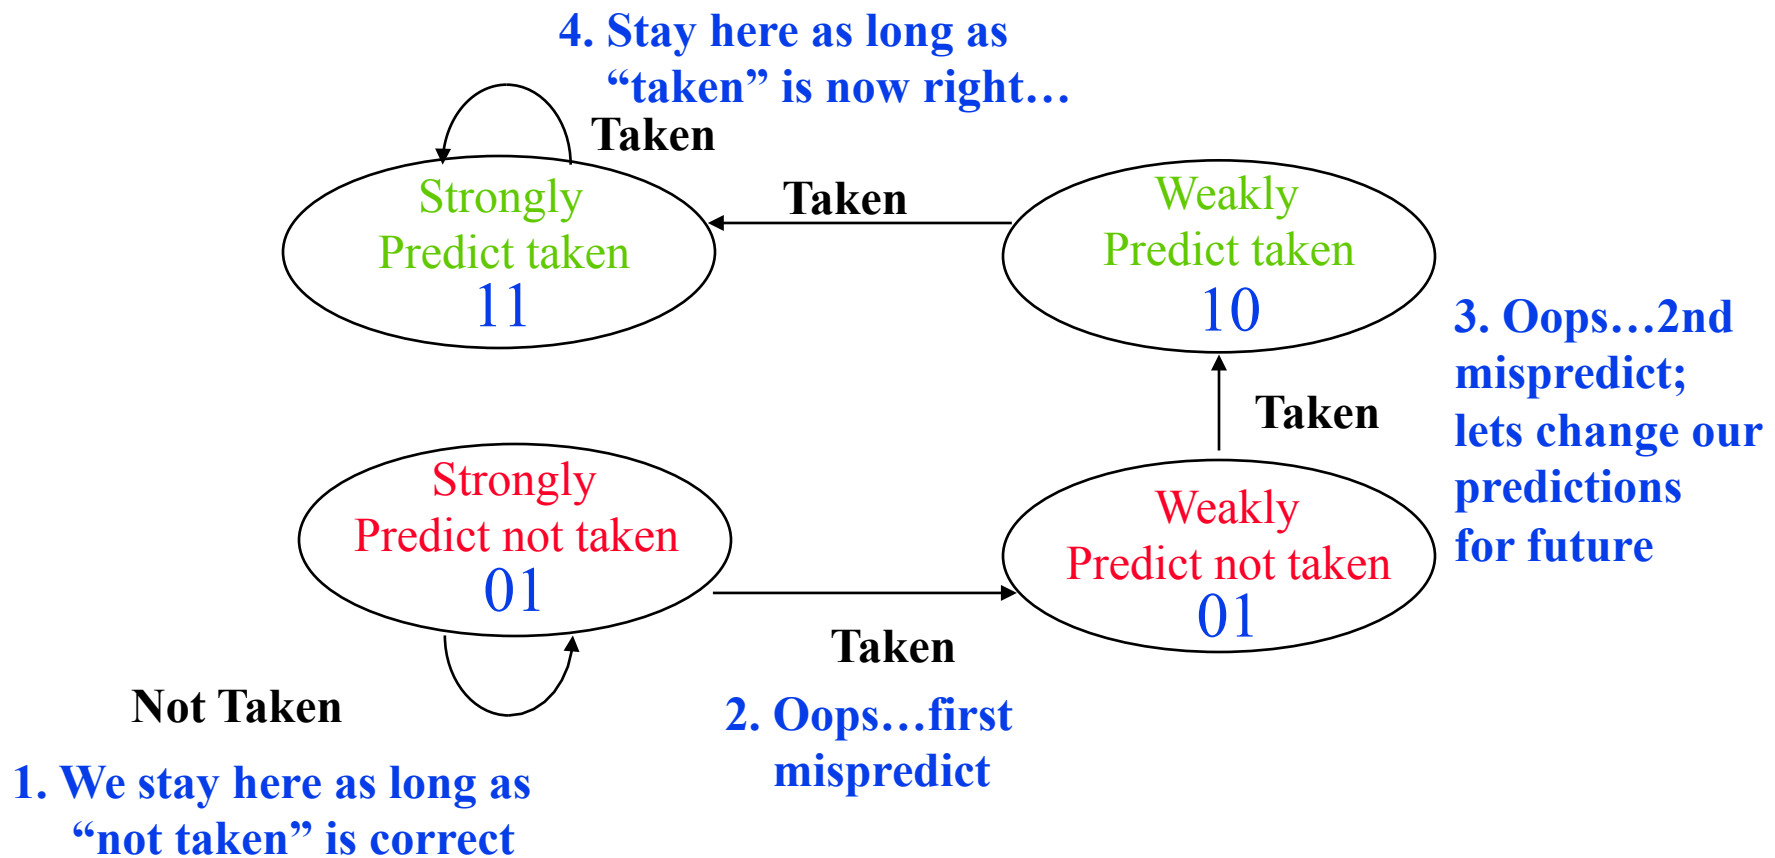 4. Stay here as long as
“taken” is now right…
Taken
Strongly
Predict taken
11
Taken
Weakly
Predict taken
10
3. Oops…2nd
mispredict;
lets change our
predictions
for future
Taken
Strongly
Predict not taken
01
Weakly
Predict not taken
01
Taken
Not Taken
2. Oops…first
mispredict
1. We stay here as long as
“not taken” is correct